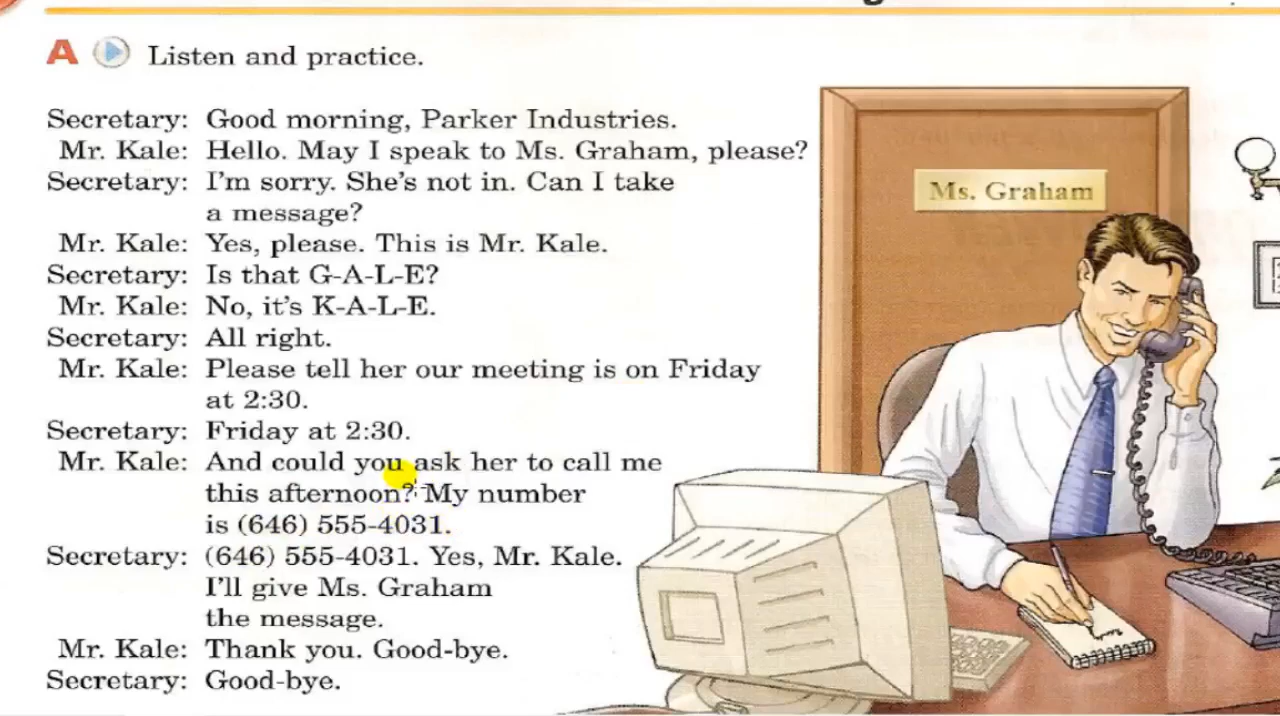 A Listen and practice.
Secretary: Good morning, Parker Industries.
Mr. Kale: Hello. May I speak to Ms. Graham, please?
Secretary: I'm sorry. She's not in. Can I take
a message?
Mr. Kale: Yes, please. This is Mr. Kale.
Secretary: Is that G-A-L-E?
Mr. Kale: No, it's K-A-L-E.
Secretary: All right.
Mr. Kale: Please tell her our meeting is on Friday
at 2:30.
Secretary: Friday at 2:30.
Mr. Kale: And could you ask her to call me
this afternoon? My number
is (646) 555-4031.
Secretary: (646) 555-4031. Yes, Mr. Kale.
I'll give Ms. Graham
the message.
Mr. Kale: Thank you. Good-bye.
Secretary: Good-bye.
Ms. Graham